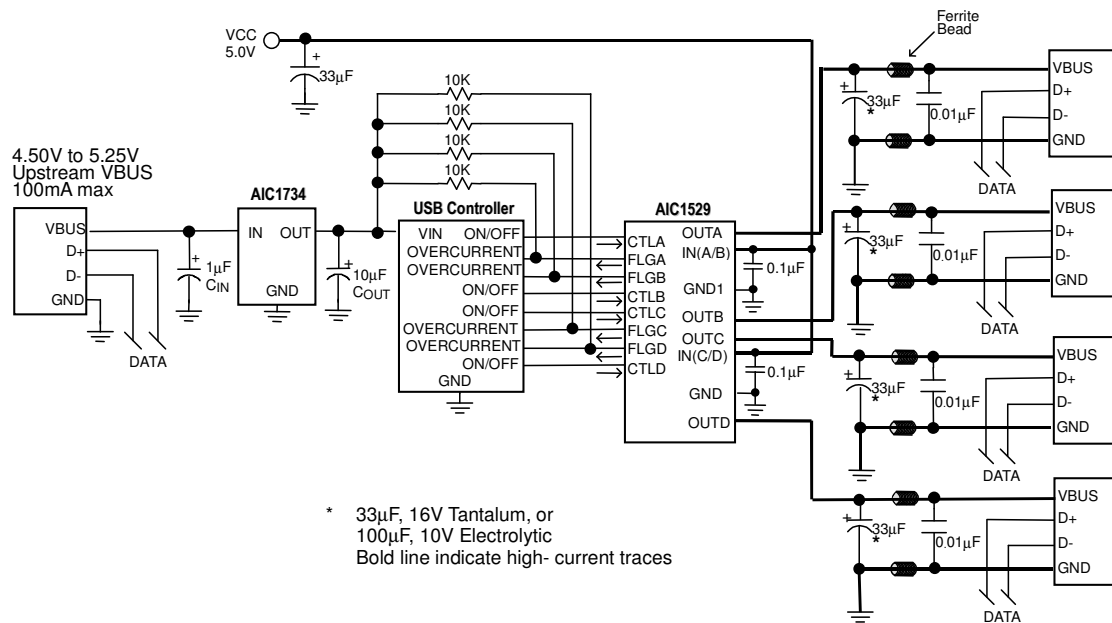 Ferrite
Bead
VCC
5.0V
+
33µF
10K
10K
10K
10K
4.50V to 5.25V
Upstream VBUS
100mA max
VBUS
D+
D-
GND
DATA
+
1µF
CIN
AIC1734
IN OUT
GND
+
10µF
COUT
USB Controller
VIN ON/OFF
OVERCURRENT
OVERCURRENT
ON/OFF
ON/OFF
OVERCURRENT
OVERCURRENT
ON/OFF
GND
AIC1529
CTLA
FLGA
FLGB
CTLB
CTLC
FLGC
FLGD
CTLD
OUTA
IN(A/B)
GND1
OUTB
OUTC
IN(C/D)
GND
OUTD
0.1µF
0.1µF
+
33µF
*
0.01µF
VBUS
D+
D-
GND
DATA
+
33µF
*
0.01µF
VBUS
D+
D-
GND
DATA
+
33µF
*
0.01µF
VBUS
D+
D-
GND
DATA
+
33µF
*
0.01µF
VBUS
D+
D-
GND
DATA
* 33µF, 16V Tantalum, or
100µF, 10V Electrolytic
Bold line indicate high- current traces